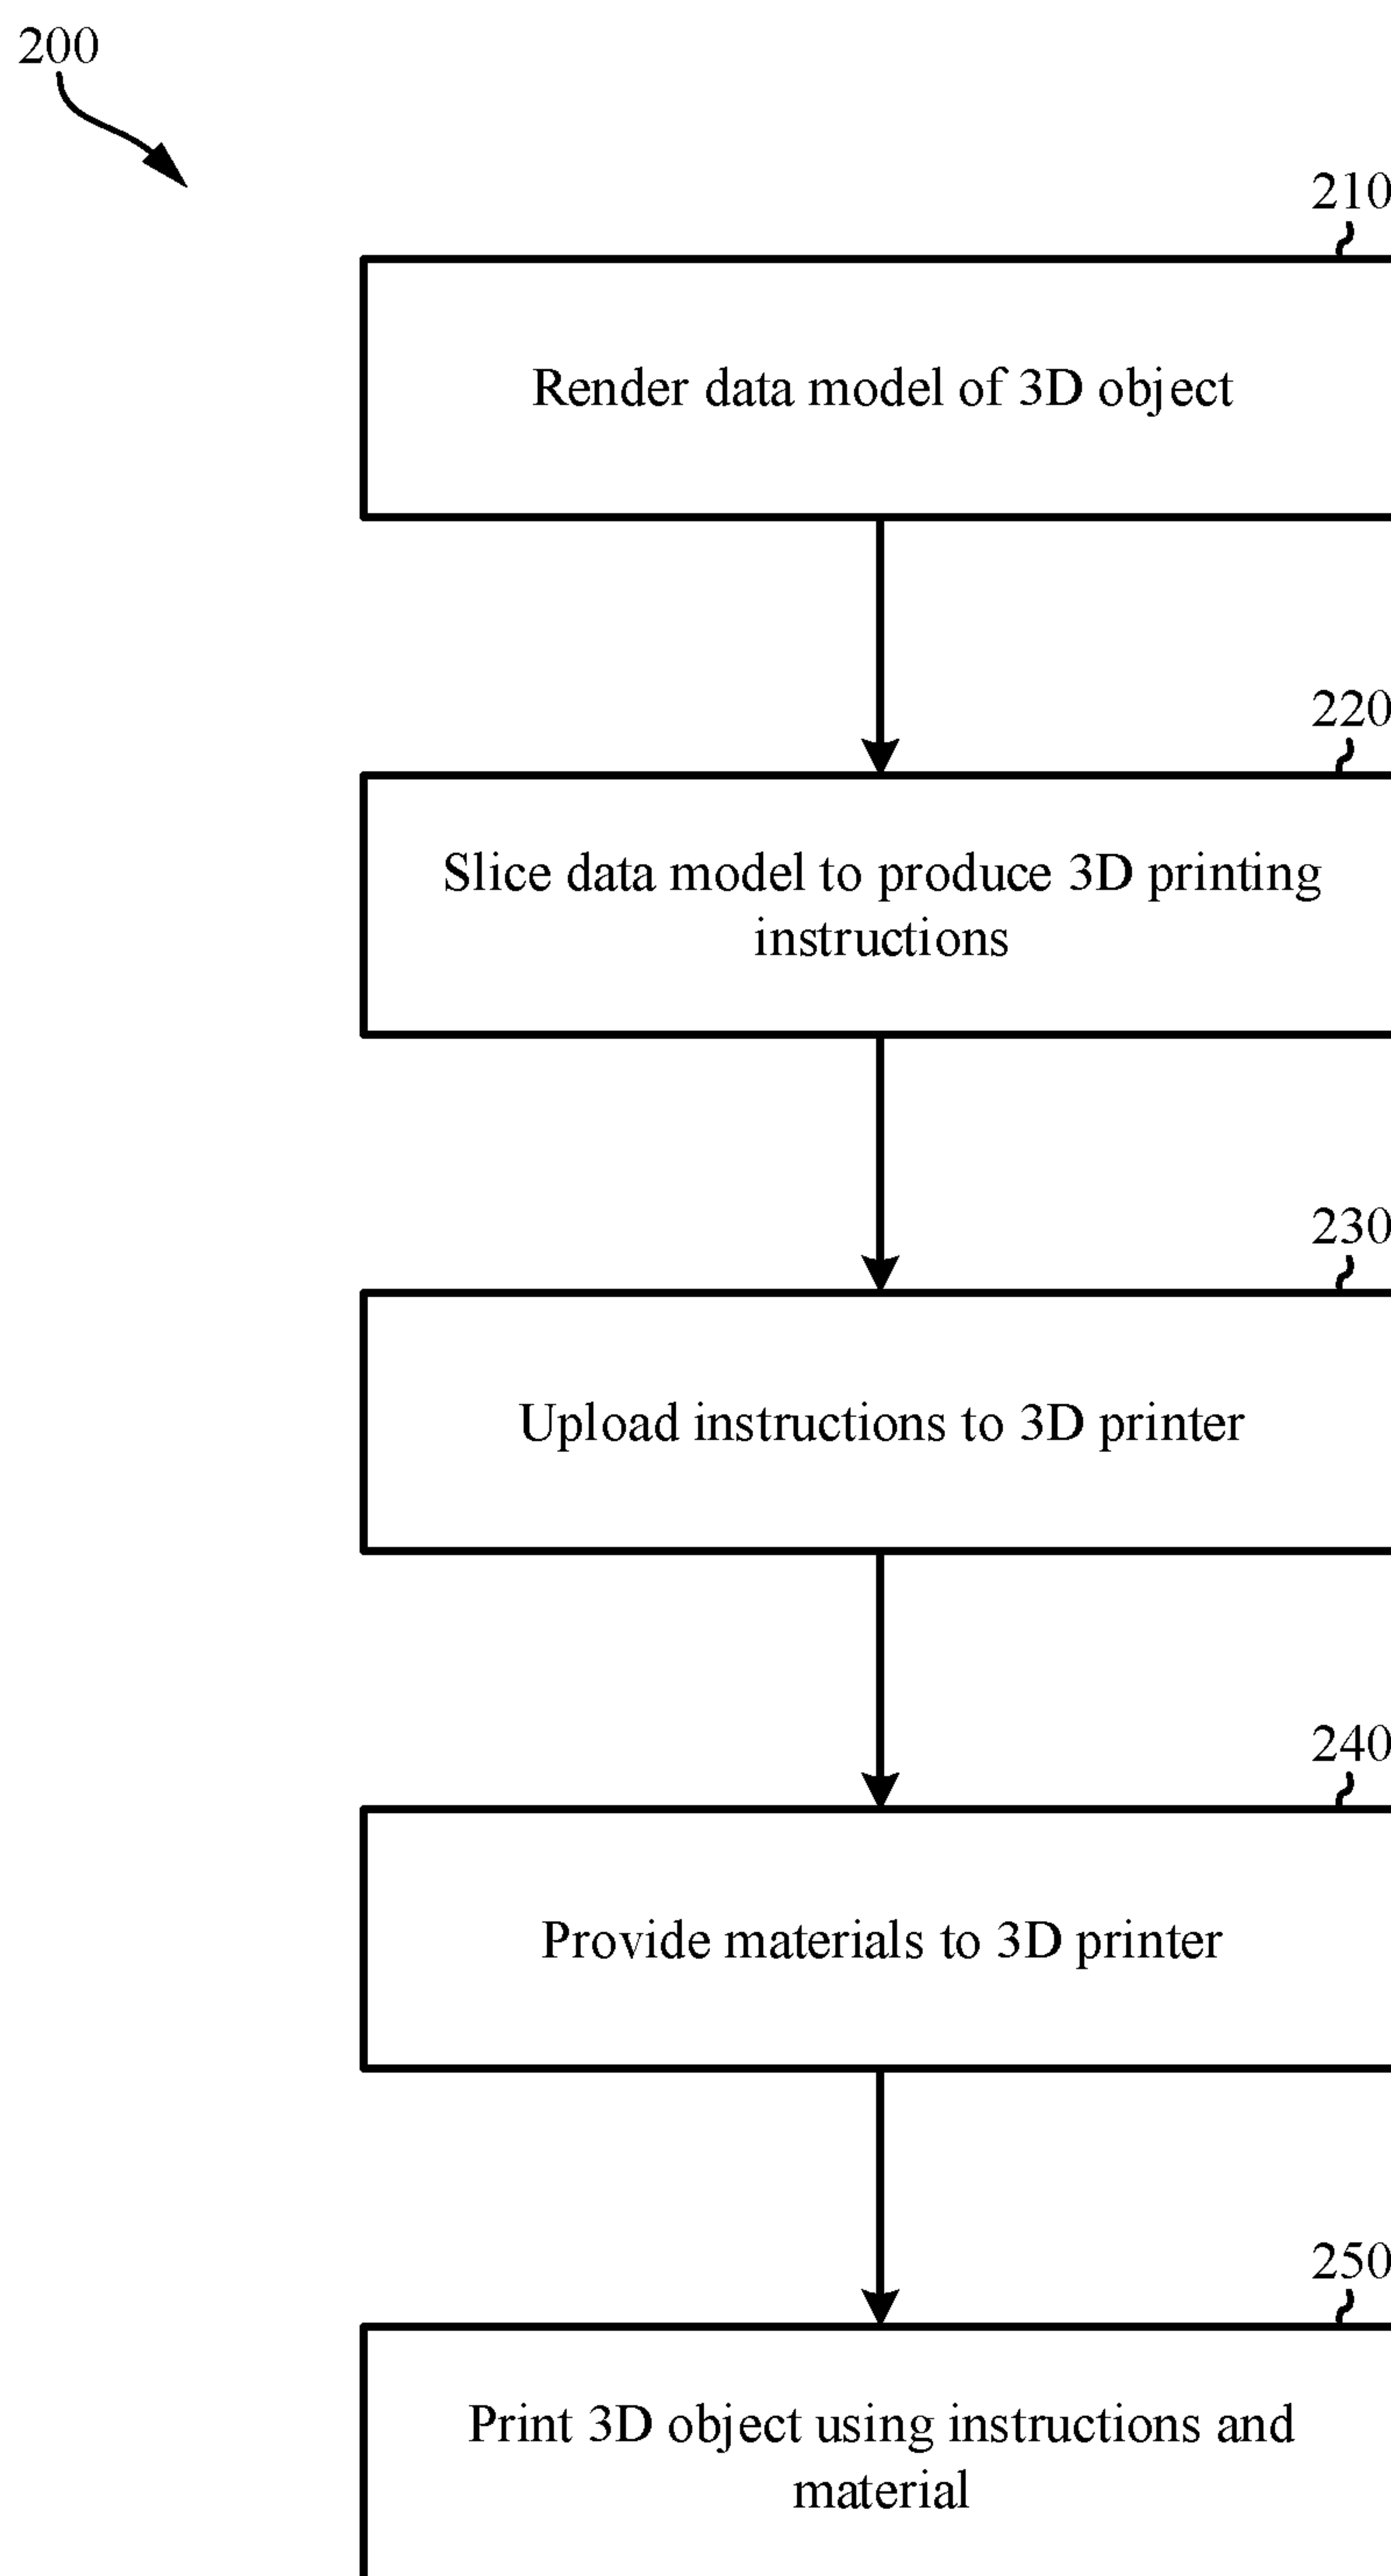 200
210
Render data model of 3D object
220
Slice data model to produce 3D printing
instructions
230
Upload instructions to 3D printer
240
Provide materials to 3D printer
250
Print 3D object using instructions and
material